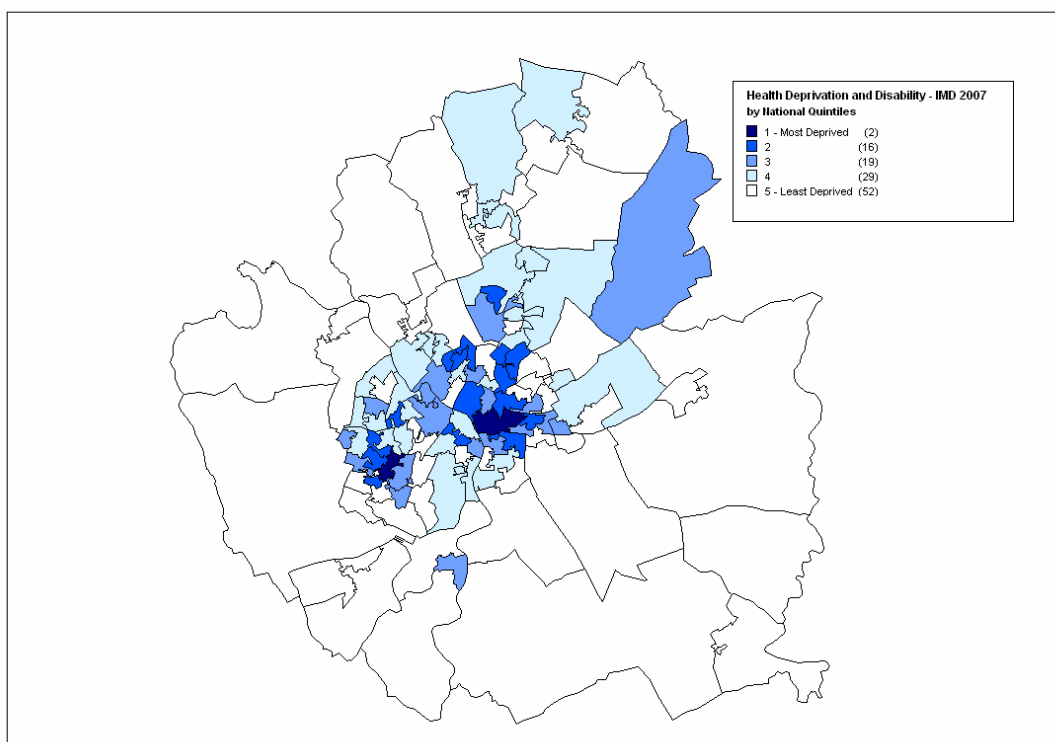 Health Deprivation and Disability - IMD 2007
by National Quintiles
1 - Most Deprived (2)
2 (16)
3 (19)
4 (29)
5 - Least Deprived (52)